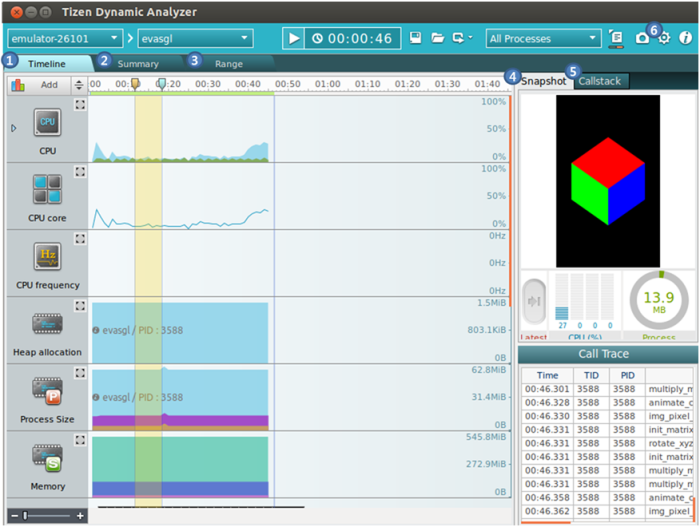 Tizen Dynamic Analyzer
emulator-26101 > evasgl 00:00:46 All Processes 6
1 Timeline 2 Summary 3 Range
Add 00 00: :20 00:30 00:40 00:50 01:00 01:10 01:20 01:30 01:40
4 Snapshot 5 Callstack
CPU
CPU
100%
50%
0%
CPU core
100%
50%
0%
Hz
CPU frequency
0Hz
0Hz
0Hz
Heap allocation
evasgl / PID : 3588
1.5MiB
803.1KiB
0B
P
Process Size
evasgl / PID : 3588
62.8MiB
31.4MiB
0B
S
Memory
545.8MiB
272.9MiB
0B
Latest
27 0 0 0
CPU (%)
13.9
MB
Process
Call Trace
Time TID PID
00:46.301 3588 3588 multiply_m
00:46.328 3588 3588 animate_c
00:46.330 3588 3588 img_pixel_
00:46.331 3588 3588 init_matrix
00:46.331 3588 3588 rotate_xyz
00:46.331 3588 3588 init_matrix
00:46.331 3588 3588 multiply_m
00:46.331 3588 3588 multiply_m
00:46.358 3588 3588 animate_c
00:46.362 3588 3588 img_pixel_